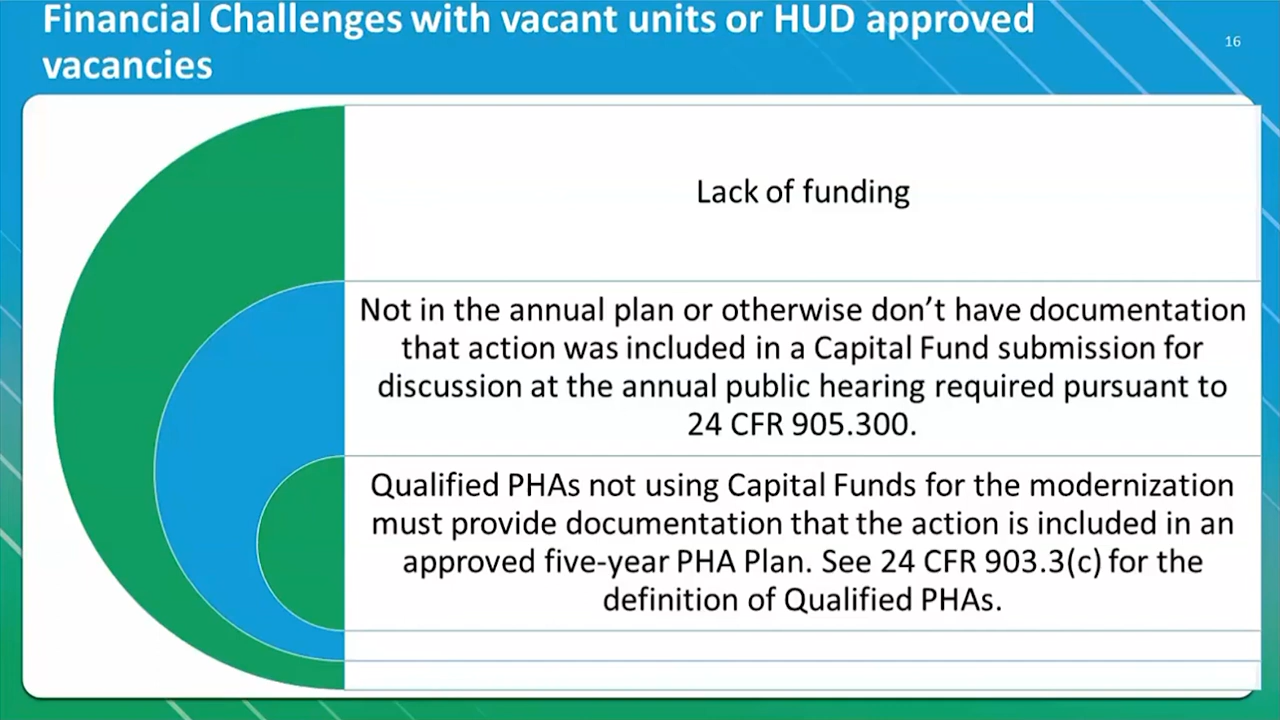 Financial Challenges with vacant units or HUD approved
vacancies
16
Lack of funding
Not in the annual plan or otherwise don’t have documentation
that action was included in a Capital Fund submission for
discussion at the annual public hearing required pursuant to
24 CFR 905.300.
Qualified PHAs not using Capital Funds for the modernization
must provide documentation that the action is included in an
approved five-year PHA Plan. See 24 CFR 903.3(c) for the
definition of Qualified PHAs.